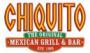 CHIQUITO
THE ORIGINAL
MEXICAN GRILL & BAR